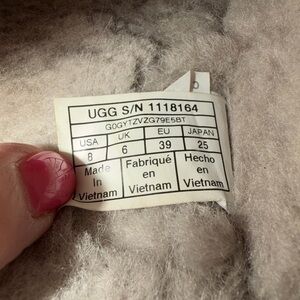 UGG S/N 1118164
G0GYTZVZG79E5BT
USA UK EU JAPAN
8 6 39 25
Made Fabriqué Hecho
In en en
Vietnam Vietnam Vietnam